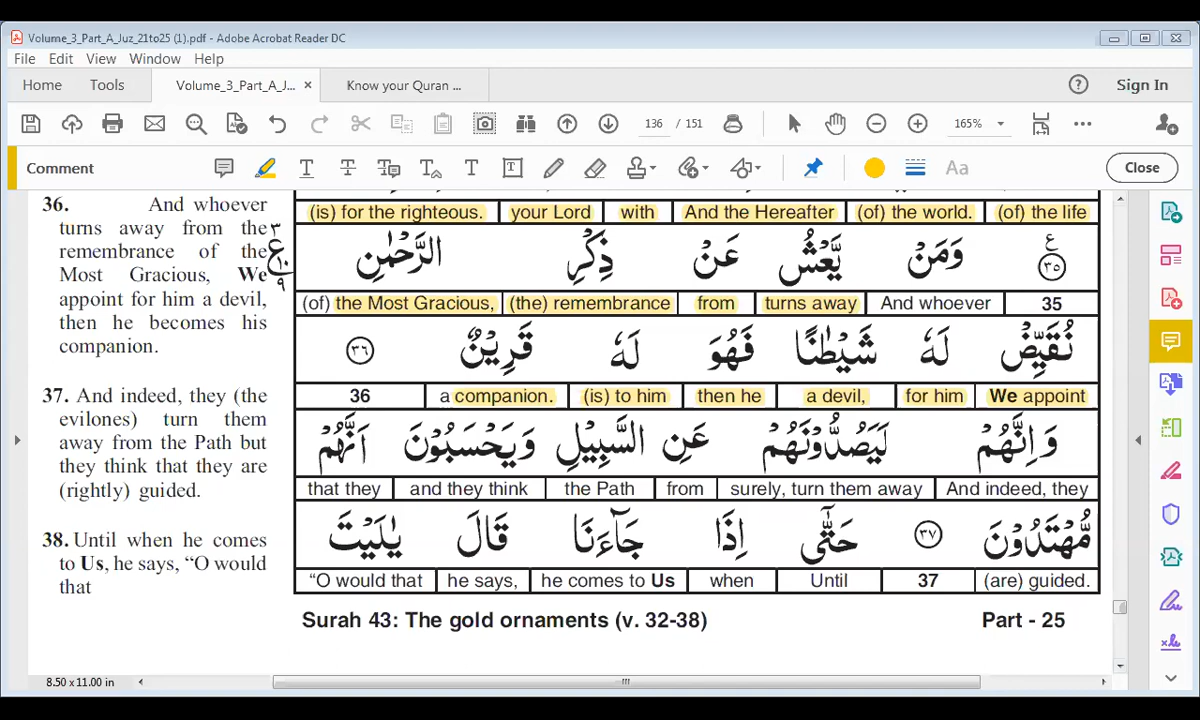 Volume_3_Part_A_Juz_21to25 (1).pdf - Adobe Acrobat Reader DC
File Edit View Window Help
Home Tools Volume_3_Part_A_J... × Know your Quran ... Sign In
136 / 151 165%
Comment Close
36. And whoever
turns away from the
remembrance of the
Most Gracious, We
appoint for him a devil,
then he becomes his
companion.
37. And indeed, they (the
evilones) turn them
away from the Path but
they think that they are
(rightly) guided.
38. Until when he comes
to Us, he says, “O would
that
(is) for the righteous. your Lord with And the Hereafter (of) the world. (of) the life
٣ ع ١٠ ٩
ع ٣٥ وَمَنْ يَّعْشُ عَنْ ذِكْرِ الرَّحْمٰنِ
(of) the Most Gracious, (the) remembrance from turns away And whoever 35
نُقَيِّضْ لَهٗ شَيْطٰنًا فَهُوَ لَهٗ قَرِيْنٌ ٣٦
36 a companion. (is) to him then he a devil, for him We appoint
وَاِنَّهُمْ لَيَصُدُّوْنَهُمْ عَنِ السَّبِيْلِ وَيَحْسَبُوْنَ اَنَّهُمْ
that they and they think the Path from surely, turn them away And indeed, they
مُّهْتَدُوْنَ ٣٧ حَتّٰٓى اِذَا جَآءَنَا قَالَ يٰلَيْتَ
“O would that he says, he comes to Us when Until 37 (are) guided.
Surah 43: The gold ornaments (v. 32-38) Part - 25
8.50 x 11.00 in